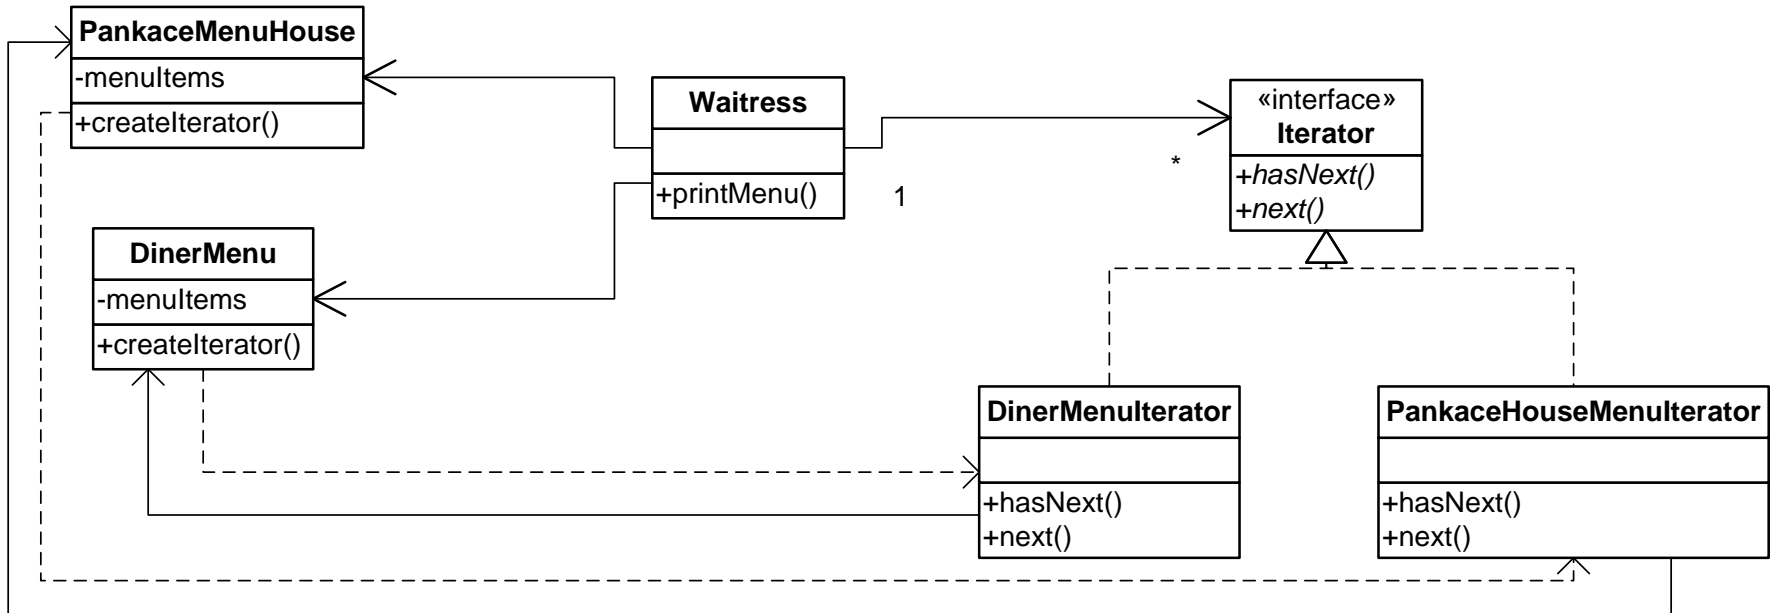 PankaceMenuHouse
-menuItems
+createIterator()
Waitress
+printMenu()
1
*
«interface»
Iterator
+hasNext()
+next()
DinerMenu
-menuItems
+createIterator()
DinerMenuIterator
+hasNext()
+next()
PankaceHouseMenuIterator
+hasNext()
+next()